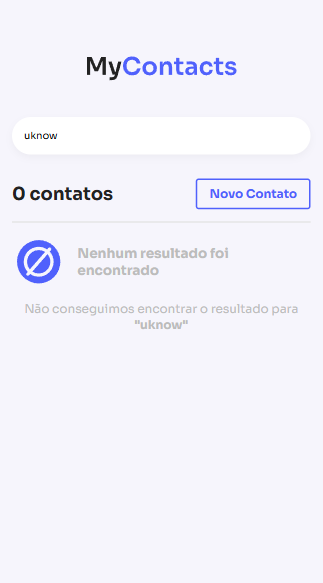 MyContacts
uknow
0 contatos
Novo Contato
Nenhum resultado foi
encontrado
Não conseguimos encontrar o resultado para
"uknow"